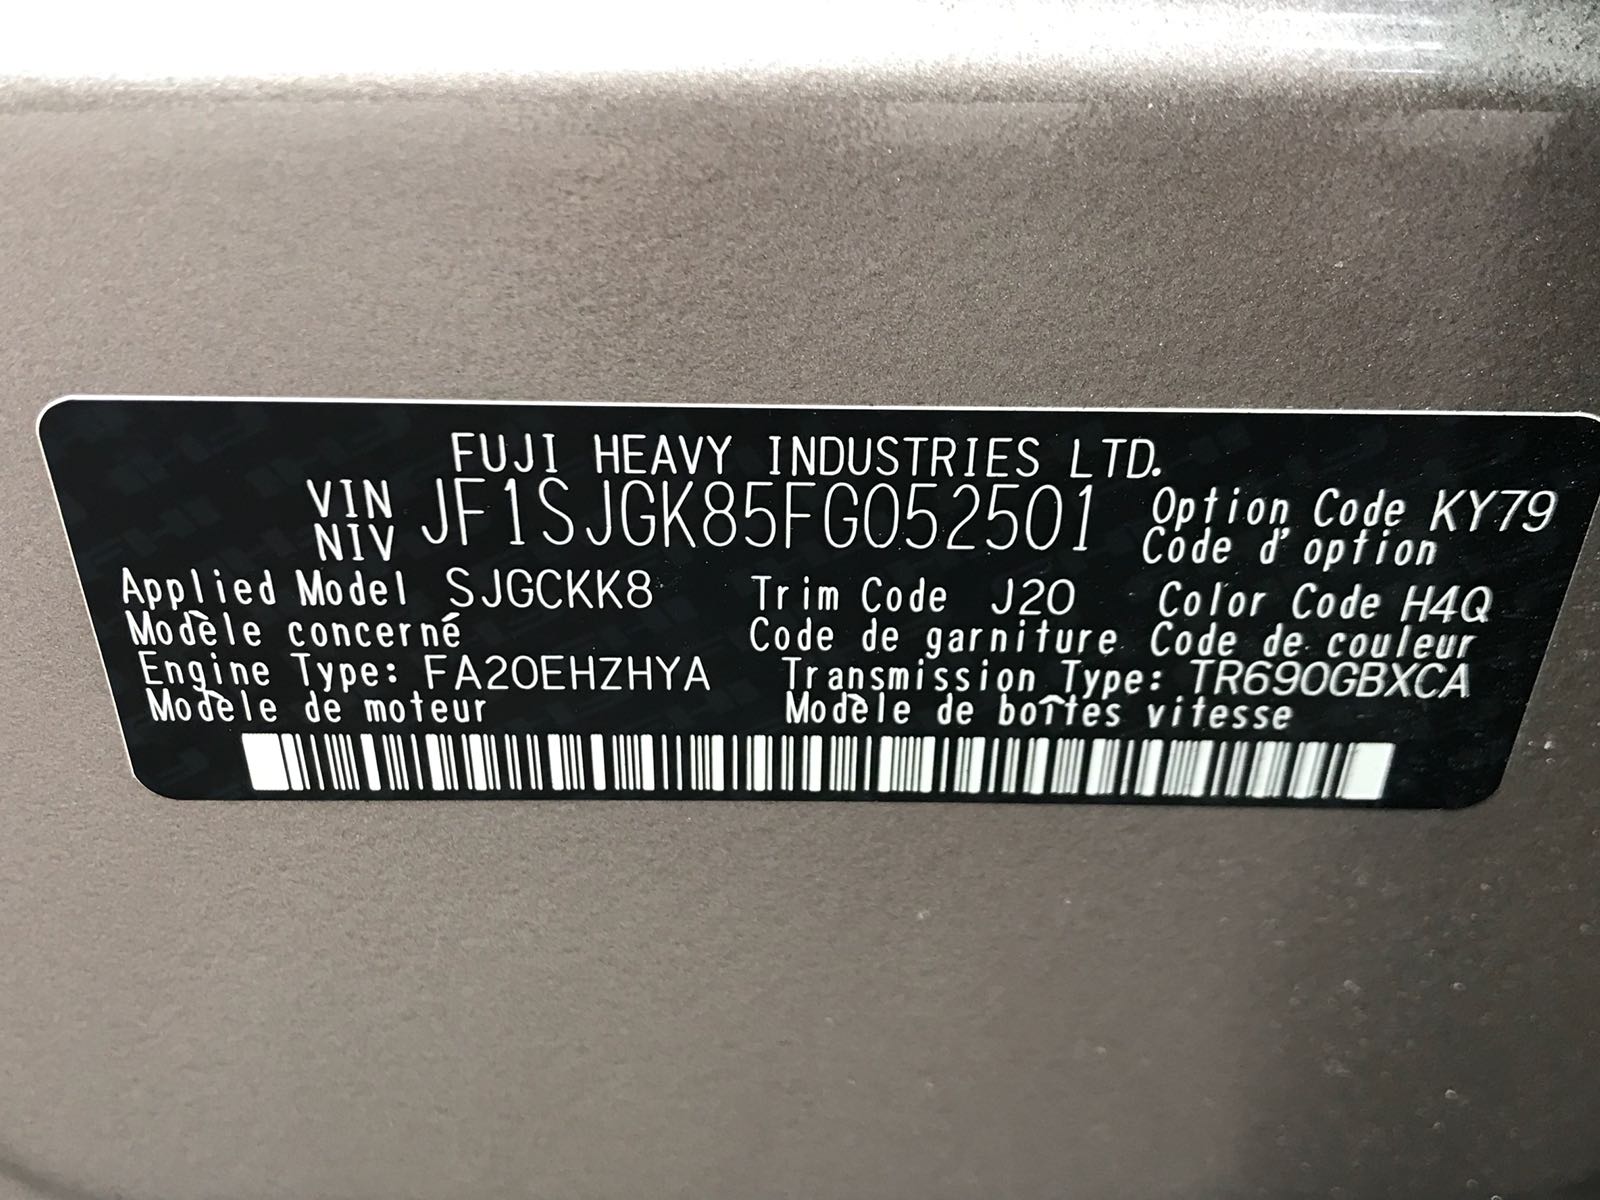 FUJI HEAVY INDUSTRIES LTD.
VIN
NIV JF1SJGK85FG052501 Option Code KY79
Code d'option
Applied Model SJGCKK8 Trim Code J20 Color Code H4Q
Modèle concerné Code de garniture Code de couleur
Engine Type: FA20EHZHYA Transmission Type: TR690GBXCA
Modèle de moteur Modèle de boîtes vitesse